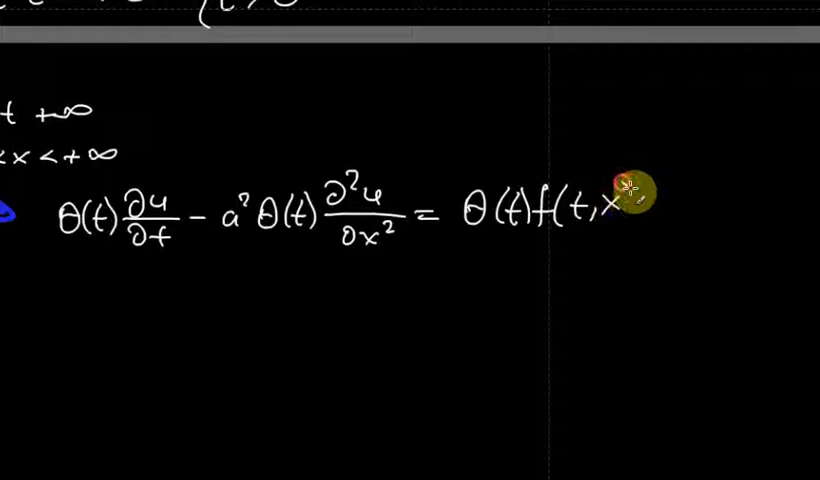 t +∞
< x < +∞
θ(t) ∂u/∂t − a² θ(t) ∂²u/∂x² = θ(t) f(t, x